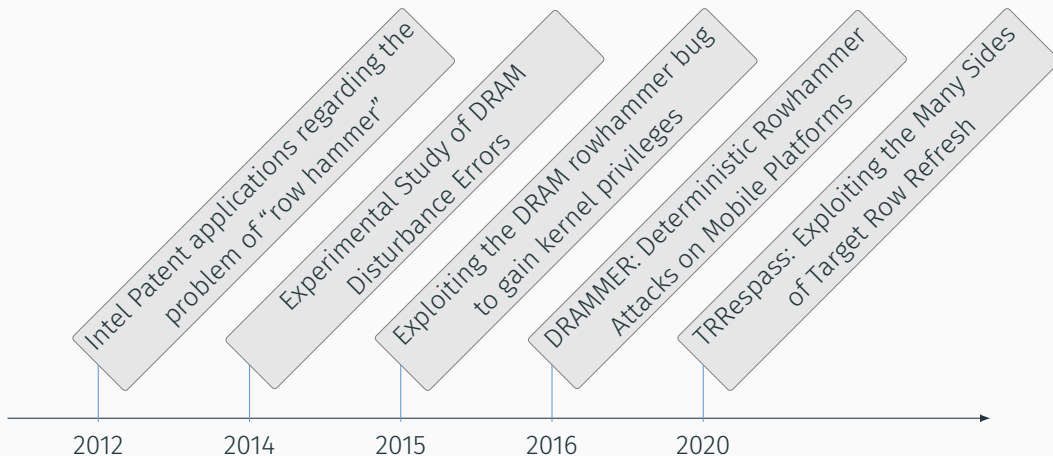 Intel Patent applications regarding the
problem of “row hammer”
Experimental Study of DRAM
Disturbance Errors
Exploiting the DRAM rowhammer bug
to gain kernel privileges
DRAMMER: Deterministic Rowhammer
Attacks on Mobile Platforms
TRRespass: Exploiting the Many Sides
of Target Row Refresh
2012
2014
2015
2016
2020